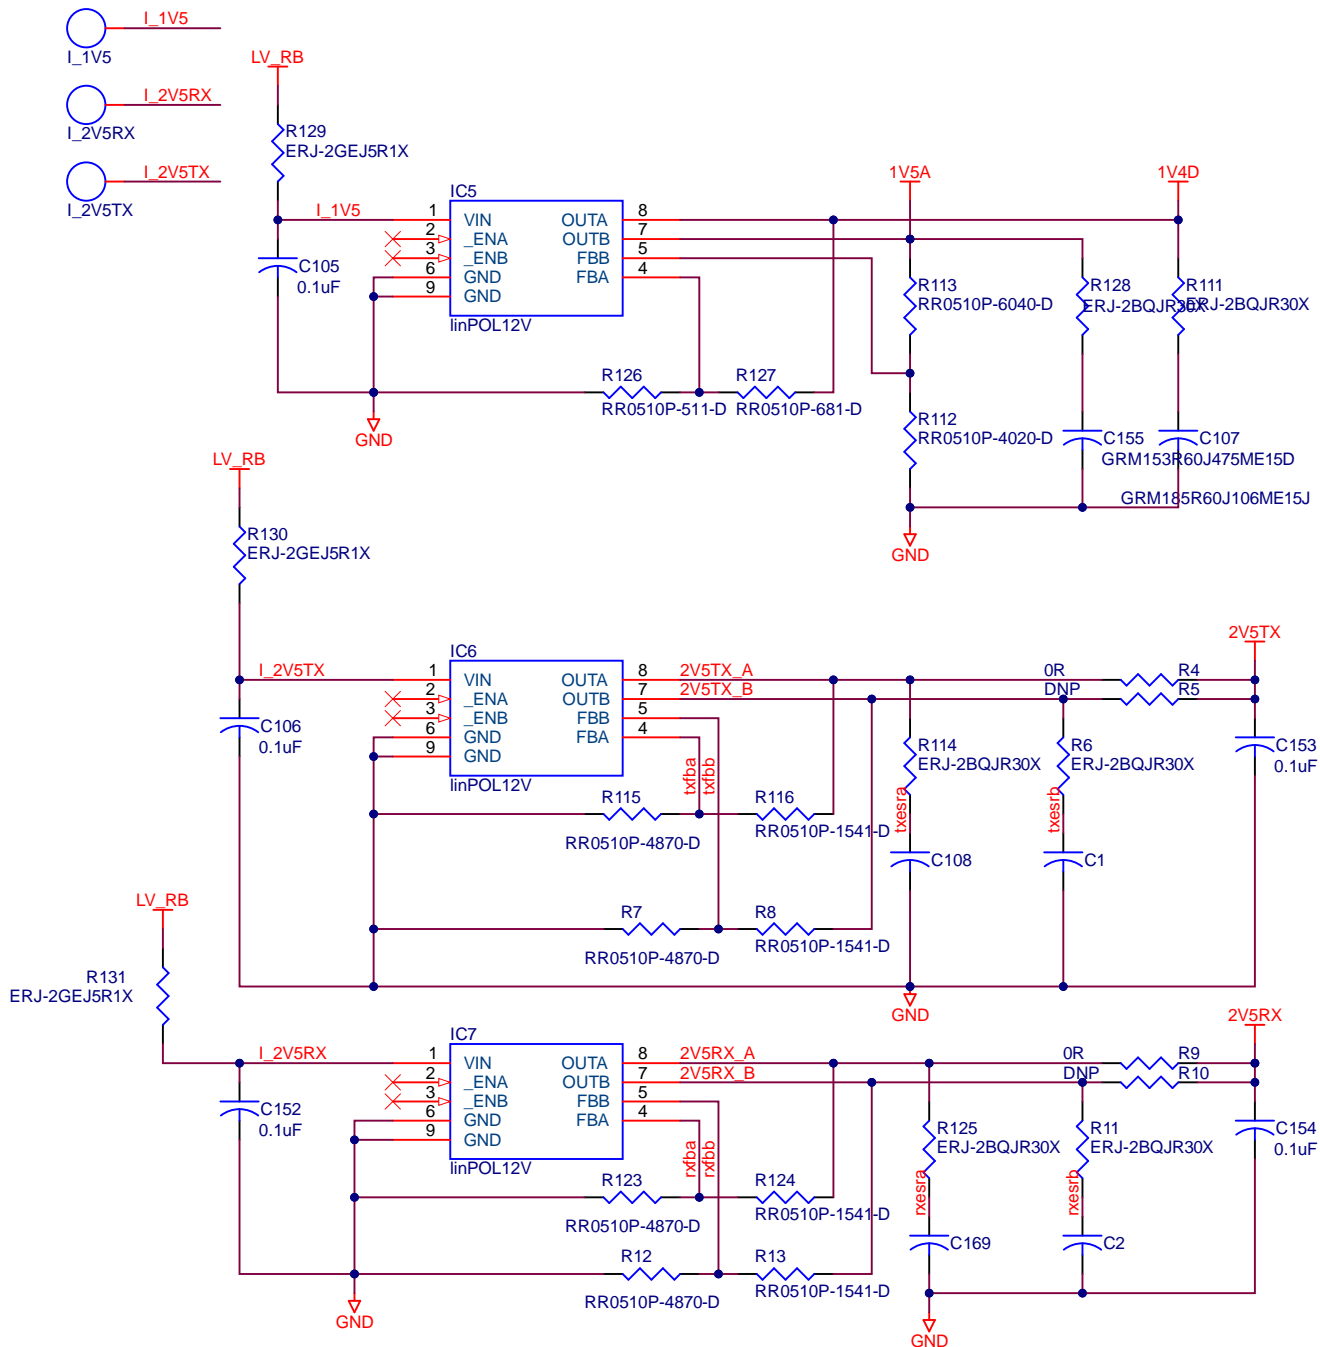 I_1V5
I_1V5
I_2V5RX
I_2V5RX
I_2V5TX
I_2V5TX
LV_RB
R129
ERJ-2GEJ5R1X
I_1V5
C105
0.1uF
IC5
1 VIN OUTA 8
2 _ENA OUTB 7
3 _ENB FBB 5
6 GND FBA 4
9 GND
linPOL12V
1V5A
1V4D
R113
RR0510P-6040-D
R128
ERJ-2BQJR30X
R111
ERJ-2BQJR30X
R126
RR0510P-511-D
R127
RR0510P-681-D
R112
RR0510P-4020-D
C155
C107
GRM153R60J475ME15D
GRM185R60J106ME15J
GND
GND
LV_RB
R130
ERJ-2GEJ5R1X
I_2V5TX
C106
0.1uF
IC6
1 VIN OUTA 8
2 _ENA OUTB 7
3 _ENB FBB 5
6 GND FBA 4
9 GND
linPOL12V
2V5TX_A
2V5TX_B
0R
R4
DNP
R5
2V5TX
txfba
txfbb
R114
ERJ-2BQJR30X
R6
ERJ-2BQJR30X
C153
0.1uF
txesra
txesrb
R115
RR0510P-4870-D
R116
RR0510P-1541-D
C108
C1
R7
RR0510P-4870-D
R8
RR0510P-1541-D
GND
LV_RB
R131
ERJ-2GEJ5R1X
I_2V5RX
C152
0.1uF
IC7
1 VIN OUTA 8
2 _ENA OUTB 7
3 _ENB FBB 5
6 GND FBA 4
9 GND
linPOL12V
2V5RX_A
2V5RX_B
0R
R9
DNP
R10
2V5RX
rxfba
rxfbb
R125
ERJ-2BQJR30X
R11
ERJ-2BQJR30X
C154
0.1uF
rxesra
rxesrb
R123
RR0510P-4870-D
R124
RR0510P-1541-D
C169
C2
R12
RR0510P-4870-D
R13
RR0510P-1541-D
GND
GND